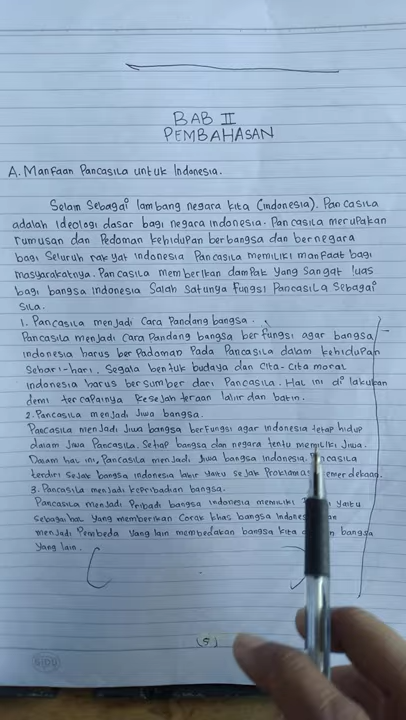 BAB II
PEMBAHASAN
A. Manfaan Pancasila untuk Indonesia.
Selain Sebagai lambang negara kita (indonesia). Pancasila
adalah Ideologi dasar bagi negara indonesia. Pancasila merupakan
rumusan dan Pedoman kehidupan berbangsa dan bernegara
bagi Seluruh rakyat indonesia Pancasila memiliki manfaat bagi
masyarakatnya. Pancasila memberikan dampak yang sangat luas
bagi bangsa indonesia Salah Satunya Fungsi Pancasila Sebagai
Sila.
1. Pancasila menjadi Cara Pandang bangsa.
Pancasila menjadi Cara Pandang bangsa berfungsi agar bangsa
indonesia harus berpadoman Pada Pancasila dalam kehidupan
Sehari-hari. Segala bentuk budaya dan Cita-Cita moral
indonesia harus bersumber dari Pancasila. Hal ini di lakukan
demi tercapainya kesejahteraan lahir dan batin.
2. Pancasila menjadi Jiwa bangsa.
Pancasila menjadi Jiwa bangsa berfungsi agar indonesia tetap hidup
dalam Jiwa Pancasila. Setiap bangsa dan negara tentu memiliki Jiwa.
Dalam hal ini, Pancasila menjadi Jiwa bangsa indonesia. Pancasila
terdiri sejak bangsa indonesia lahir yaitu sejak Proklamasi emerdekaan.
3. Pancasila menjadi kepribadian bangsa.
Pancasila menjadi Pribadi bangsa indonesia memiliki yaitu
Sebagai hal yang memberikan Corak khas bangsa
menjadi Pembeda yang lain membedakan bangsa kita bangsa
yang lain.
(5)
SIDU